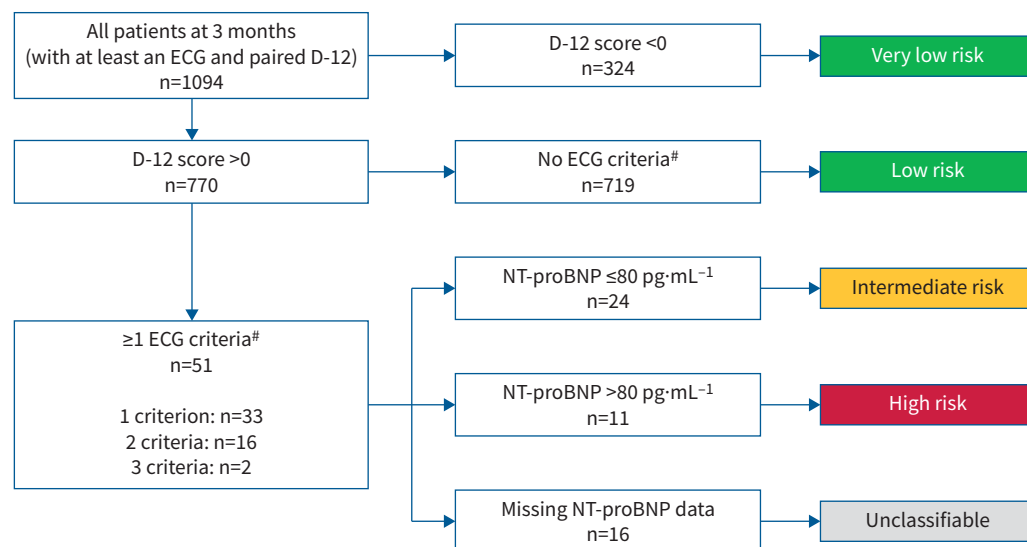 All patients at 3 months
(with at least an ECG and paired D-12)
n=1094
D-12 score <0
n=324
Very low risk
D-12 score >0
n=770
No ECG criteria#
n=719
Low risk
≥1 ECG criteria#
n=51
1 criterion: n=33
2 criteria: n=16
3 criteria: n=2
NT-proBNP ≤80 pg·mL⁻¹
n=24
Intermediate risk
NT-proBNP >80 pg·mL⁻¹
n=11
High risk
Missing NT-proBNP data
n=16
Unclassifiable